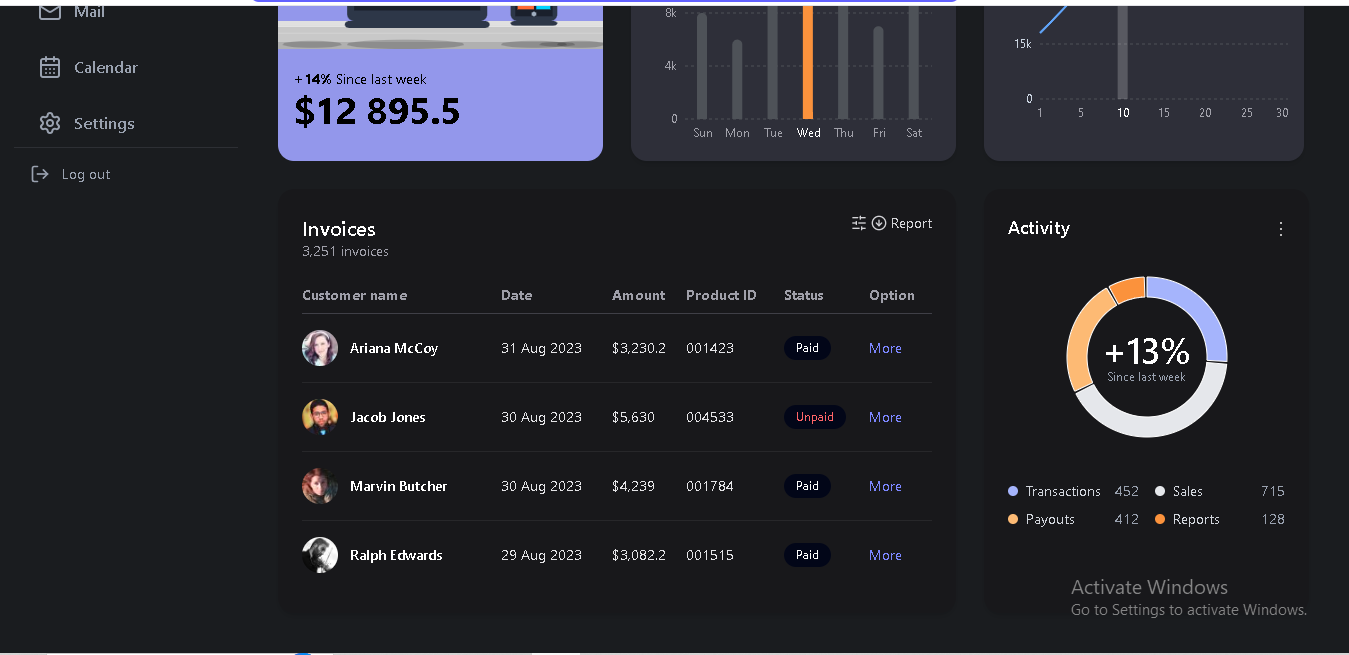 Mail
Calendar
Settings
Log out
+ 14% Since last week
$12 895.5
8k
4k
0
Sun Mon Tue Wed Thu Fri Sat
15k
0
1 5 10 15 20 25 30
Invoices
3,251 invoices
Report
Customer name Date Amount Product ID Status Option
Ariana McCoy 31 Aug 2023 $3,230.2 001423 Paid More
Jacob Jones 30 Aug 2023 $5,630 004533 Unpaid More
Marvin Butcher 30 Aug 2023 $4,239 001784 Paid More
Ralph Edwards 29 Aug 2023 $3,082.2 001515 Paid More
Activity
+13%
Since last week
Transactions 452 Sales 715
Payouts 412 Reports 128
Activate Windows
Go to Settings to activate Windows.